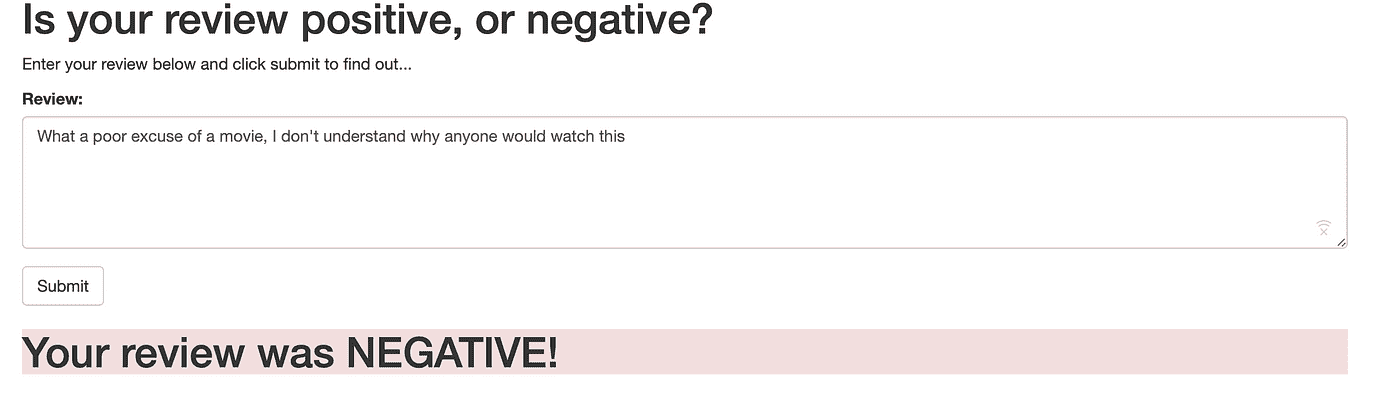 Is your review positive, or negative?
Enter your review below and click submit to find out...
Review:
What a poor excuse of a movie, I don't understand why anyone would watch this
Submit
Your review was NEGATIVE!